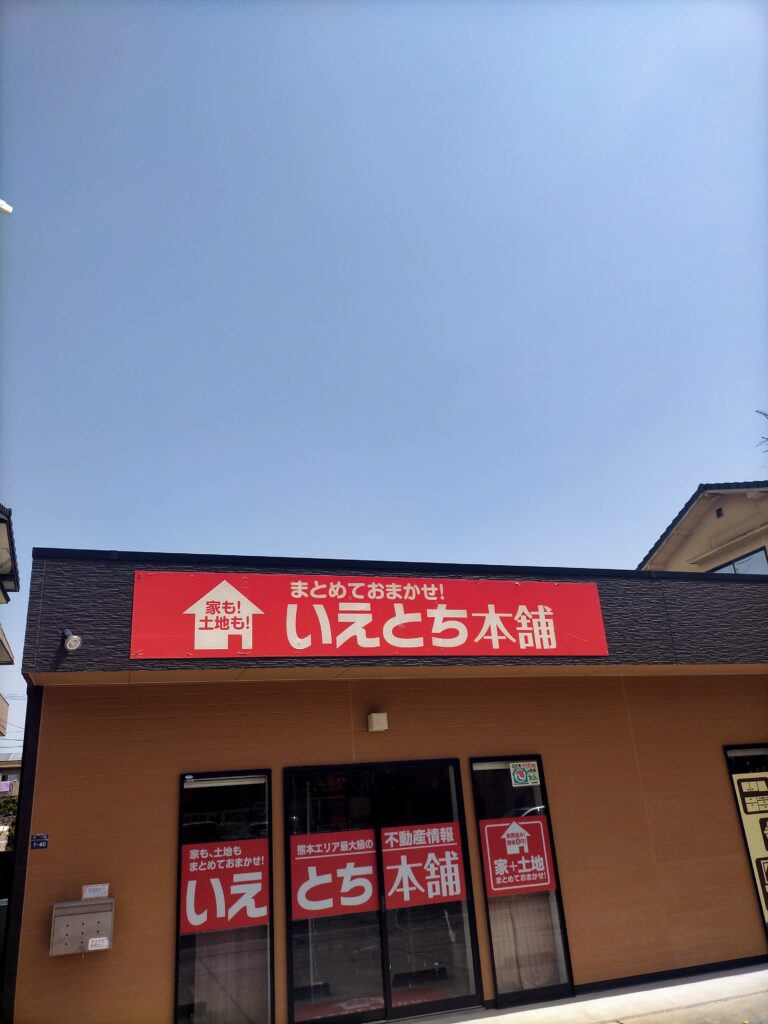 家も!
土地も!
まとめておまかせ!
いえとち本舗
家も、土地も
まとめておまかせ!
いえ
熊本エリア最大級の
とち
不動産情報
本舗
家+土地
まとめておまかせ!
1-40